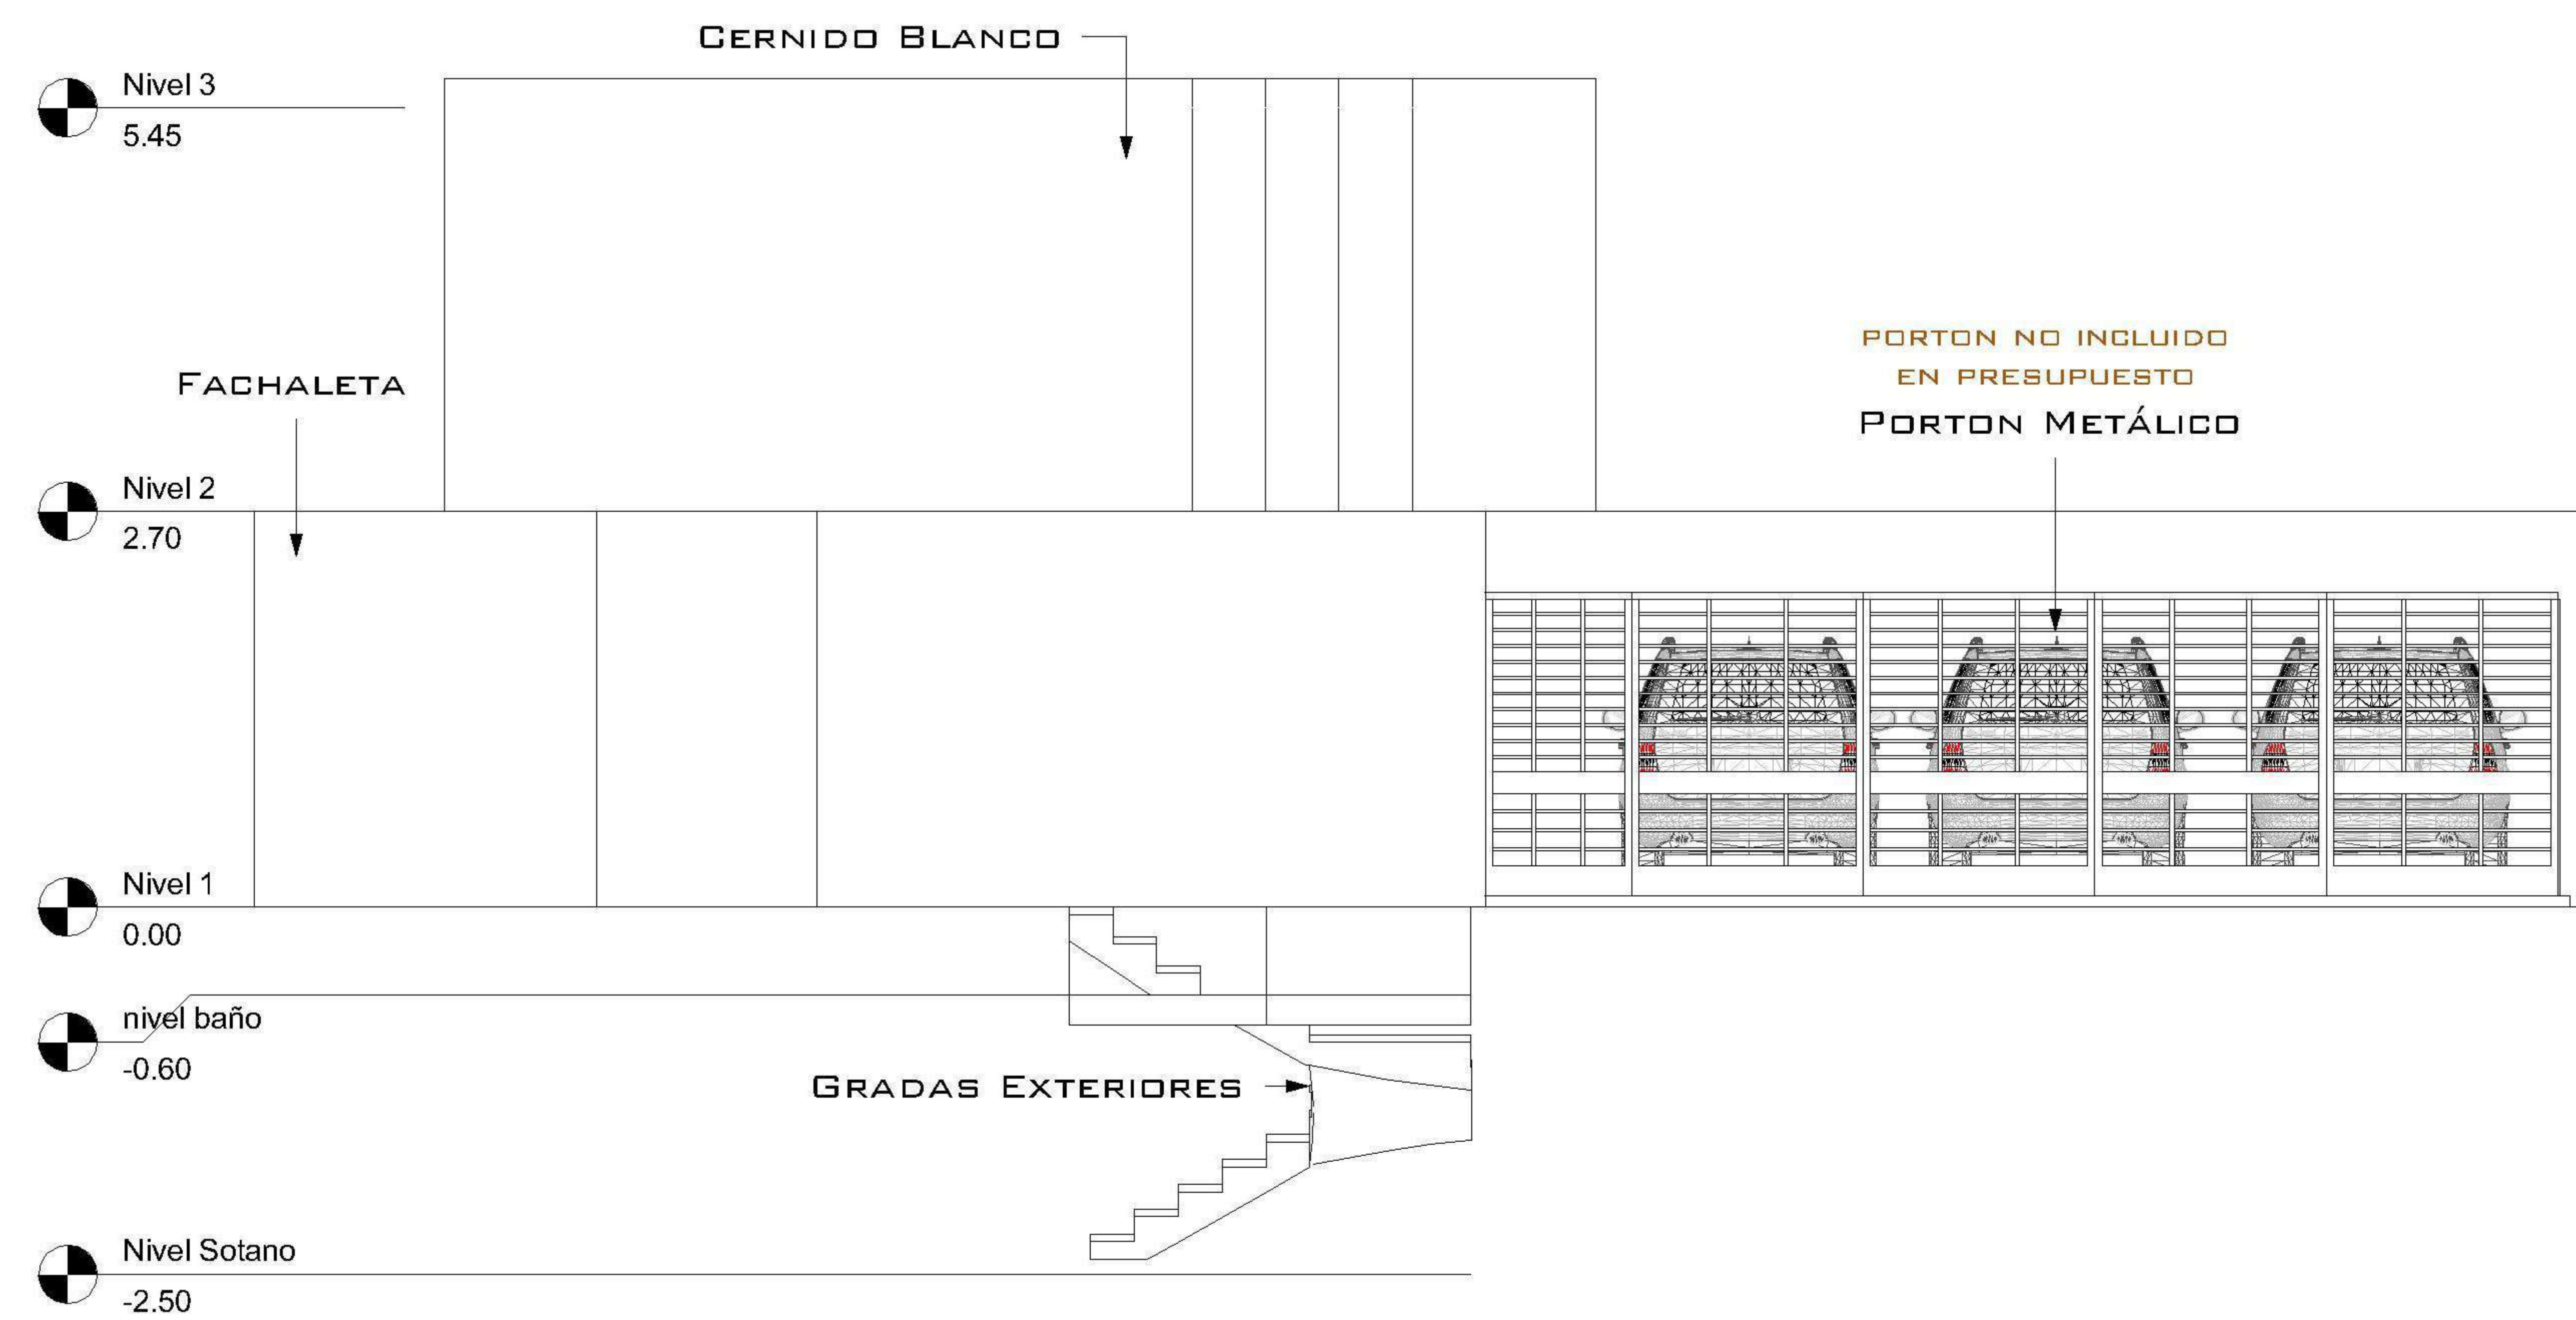 CERNIDO BLANCO
Nivel 3
5.45
PORTON NO INCLUIDO
EN PRESUPUESTO
PORTON METÁLICO
FACHALETA
Nivel 2
2.70
Nivel 1
0.00
nivel baño
-0.60
GRADAS EXTERIORES
Nivel Sotano
-2.50